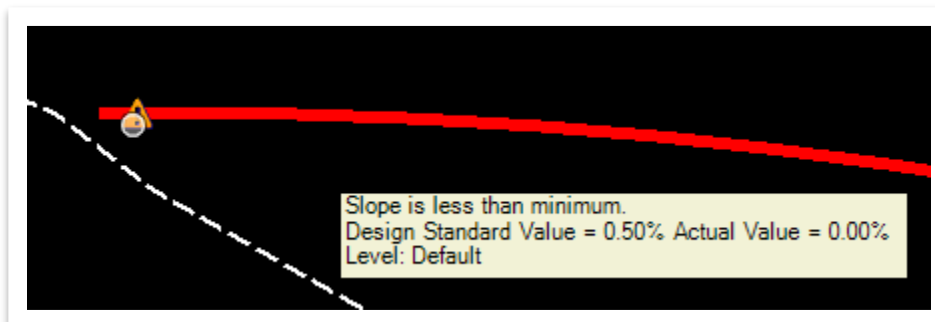 Slope is less than minimum.
Design Standard Value = 0.50% Actual Value = 0.00%
Level: Default